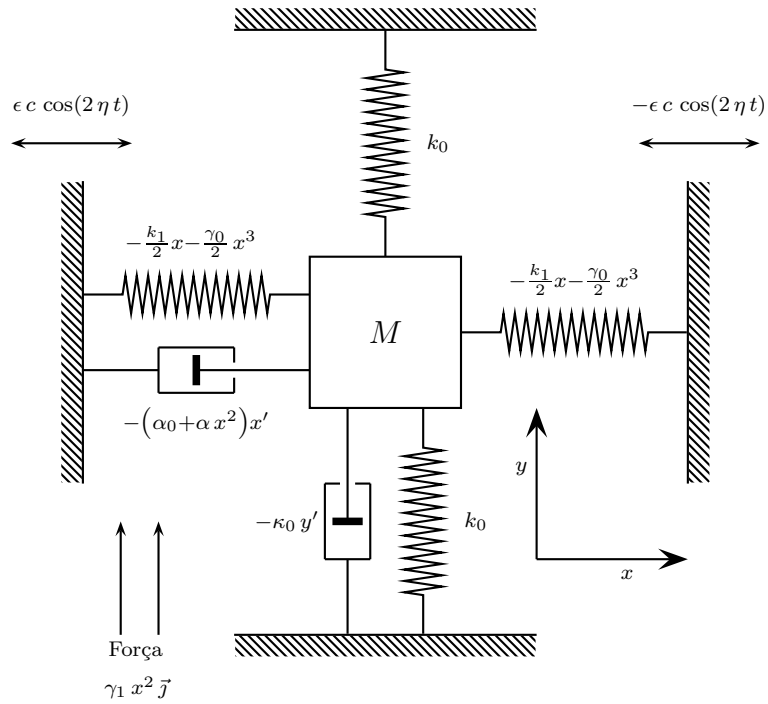 ϵ c cos(2 η t)
−ϵ c cos(2 η t)
k₀
−k₁/2 x−γ₀/2 x³
−k₁/2 x−γ₀/2 x³
M
−(α₀+α x²)x′
y
−κ₀ y′
k₀
x
Força
γ₁ x² ȷ⃗